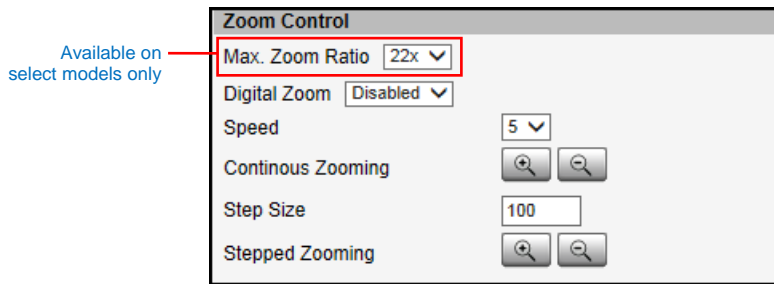 Zoom Control
Available on
select models only
Max. Zoom Ratio 22x
Digital Zoom Disabled
Speed 5
Continous Zooming
Step Size 100
Stepped Zooming